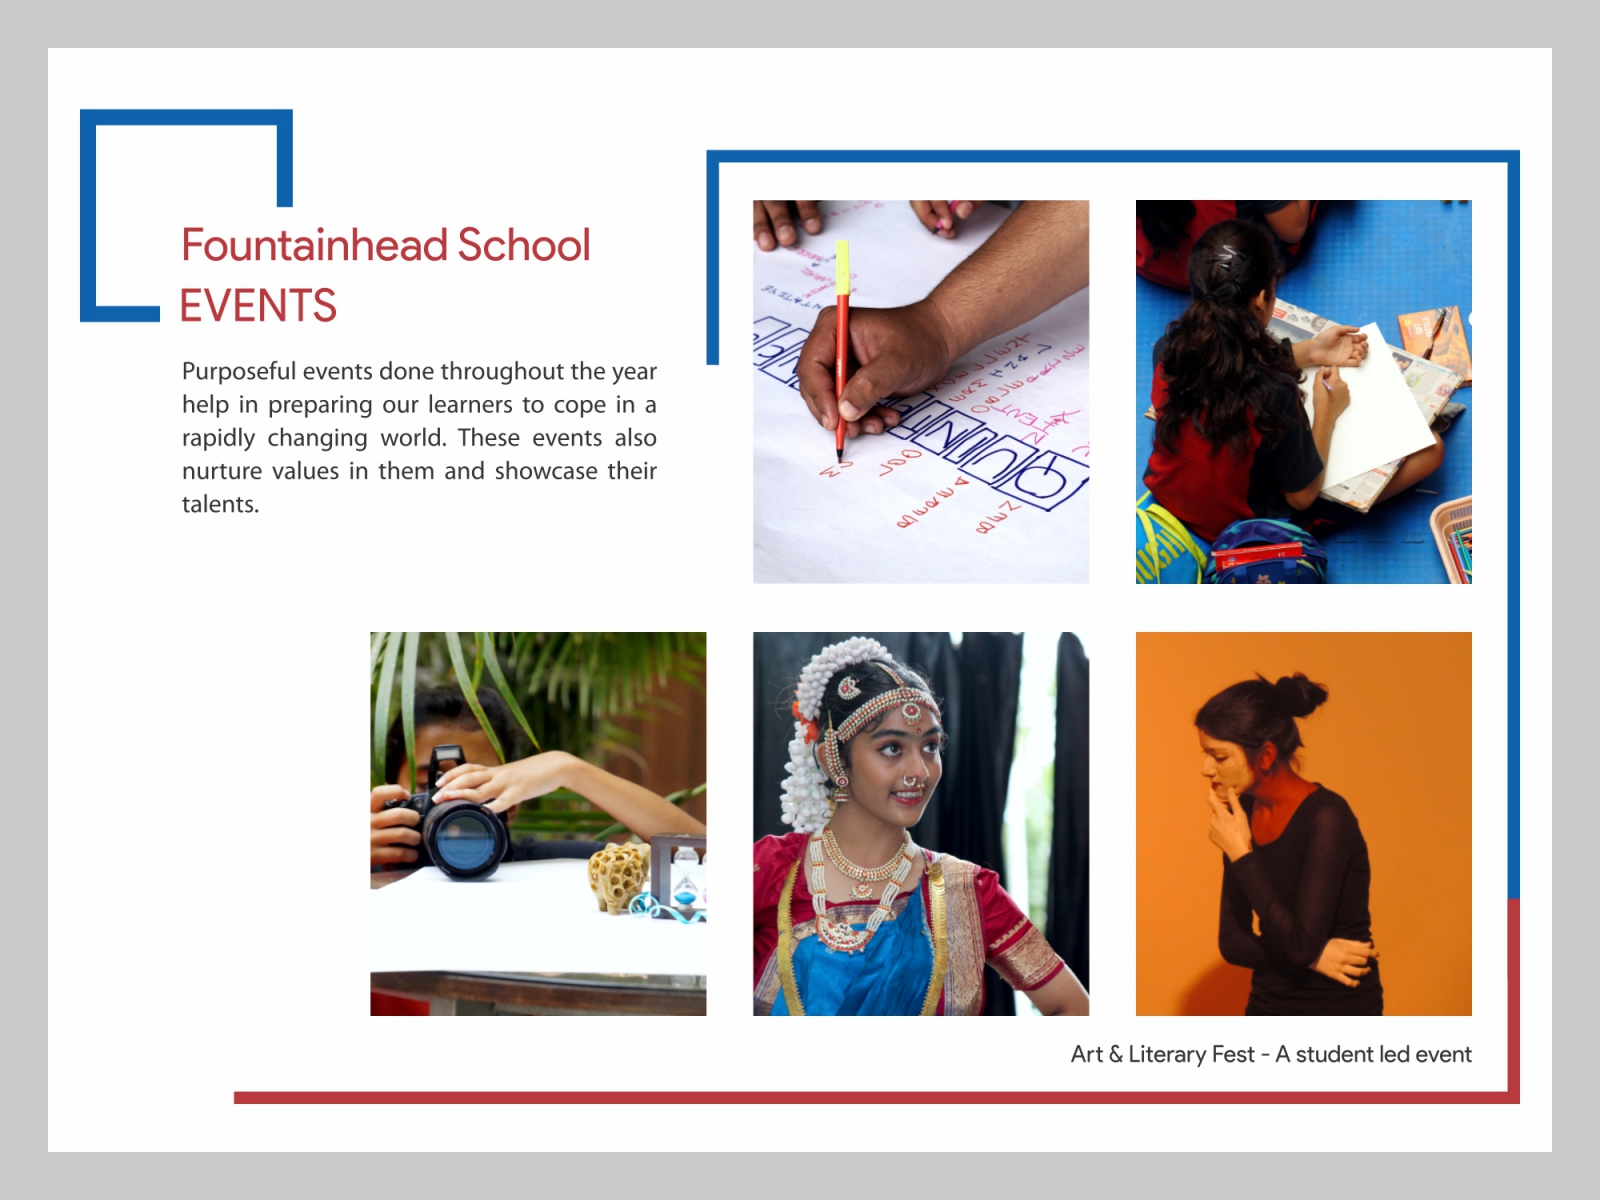 Fountainhead School
EVENTS
Purposeful events done throughout the year
help in preparing our learners to cope in a
rapidly changing world. These events also
nurture values in them and showcase their
talents.
Art & Literary Fest - A student led event